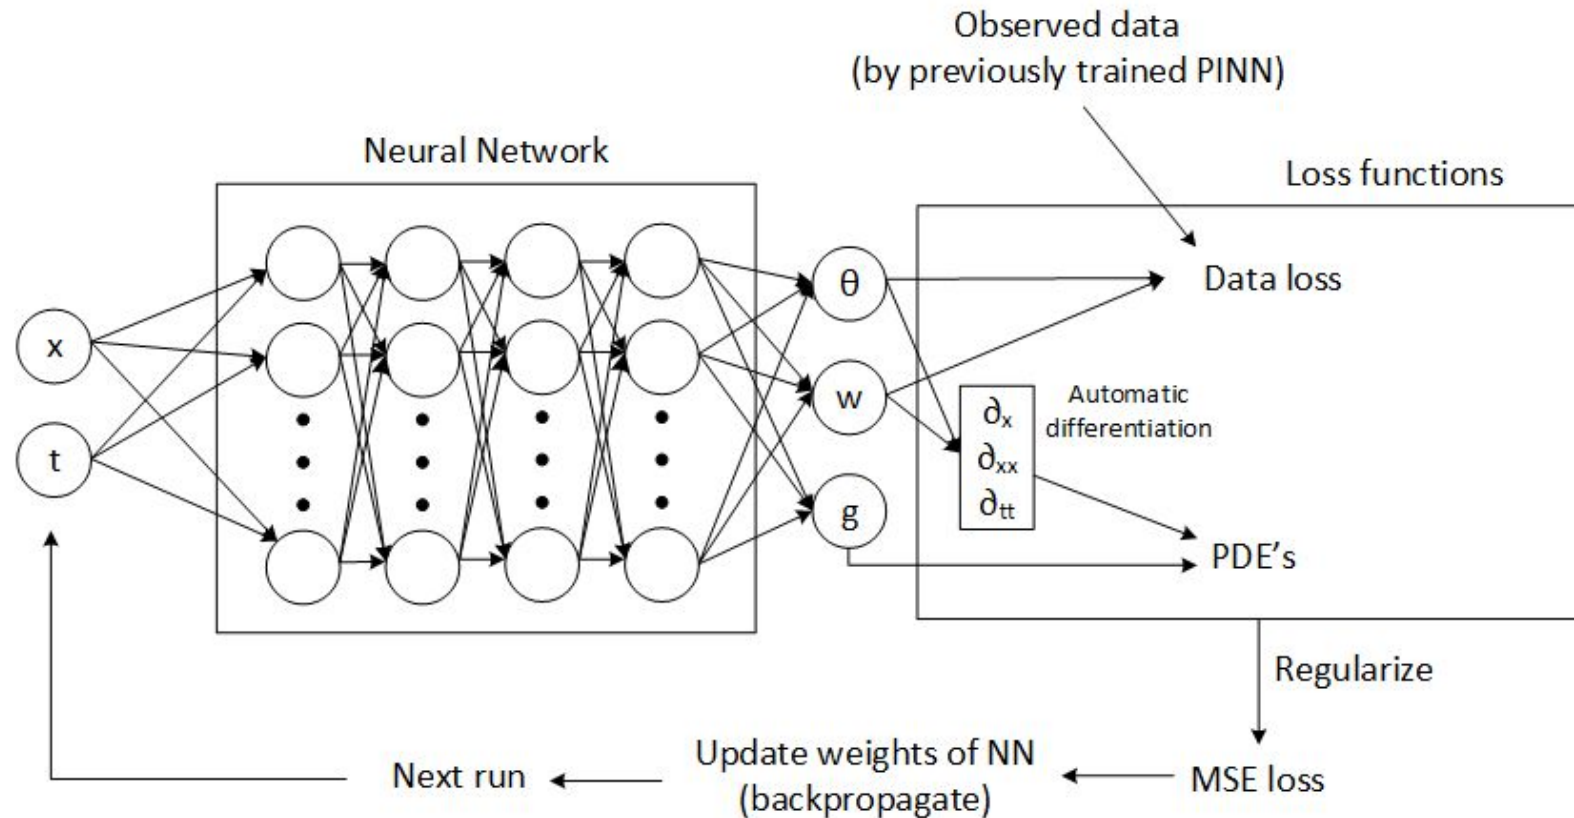 Observed data
(by previously trained PINN)
Neural Network
Loss functions
x
t
θ
w
g
Data loss
∂x
∂xx
∂tt
Automatic
differentiation
PDE's
Regularize
MSE loss
Update weights of NN
(backpropagate)
Next run